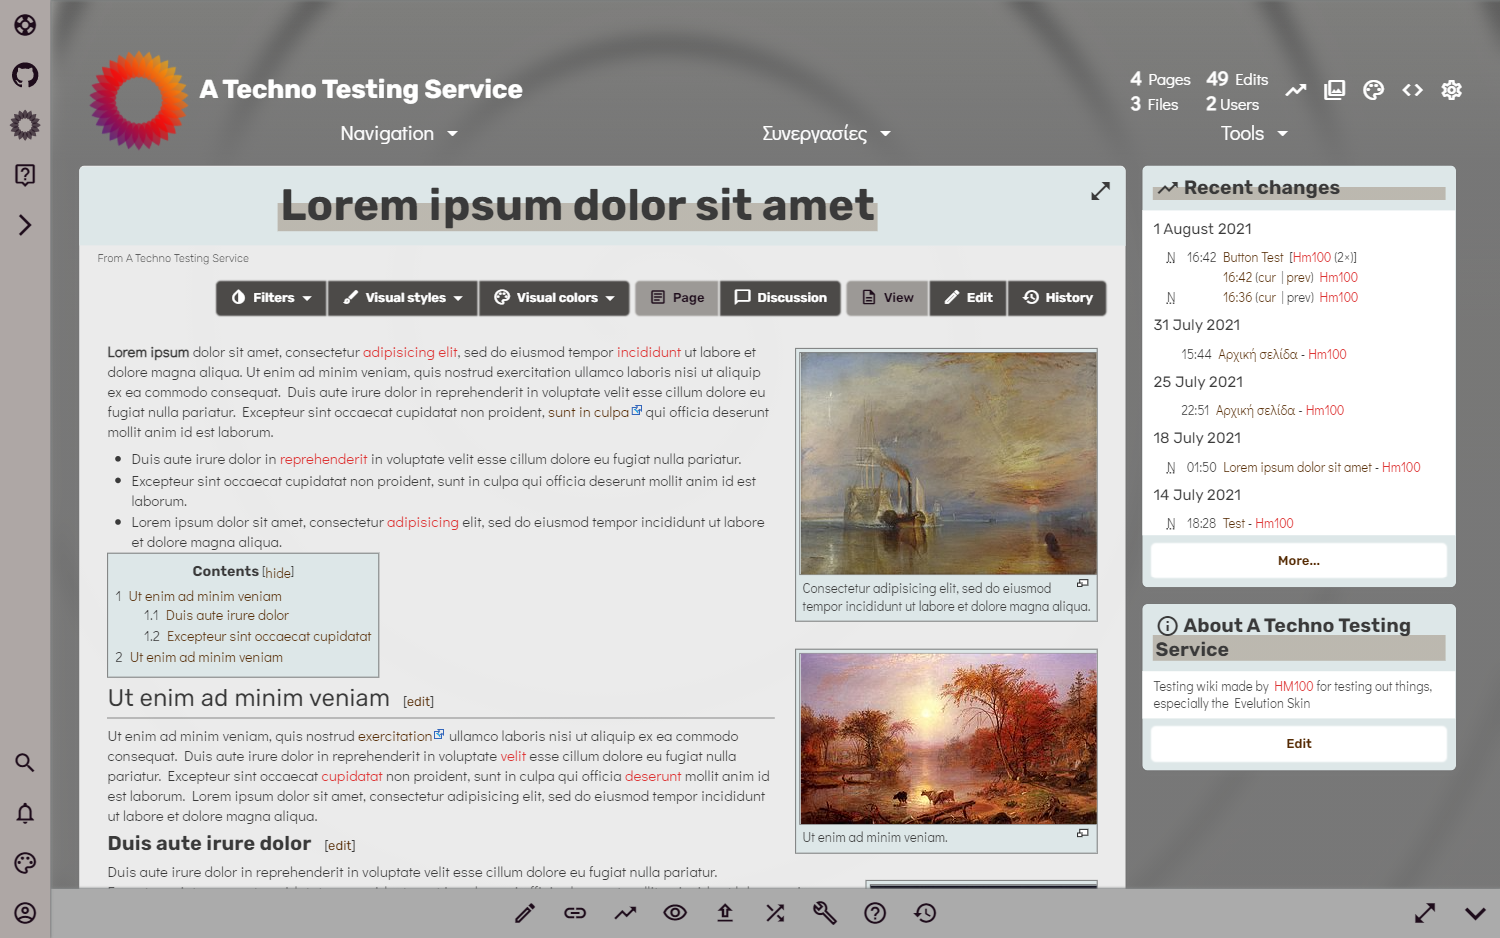 A Techno Testing Service
4 Pages 49 Edits
3 Files 2 Users
Navigation Συνεργασίες Tools
Lorem ipsum dolor sit amet
From A Techno Testing Service
Filters Visual styles Visual colors Page Discussion View Edit History
Lorem ipsum dolor sit amet, consectetur adipisicing elit, sed do eiusmod tempor incididunt ut labore et
dolore magna aliqua. Ut enim ad minim veniam, quis nostrud exercitation ullamco laboris nisi ut aliquip
ex ea commodo consequat. Duis aute irure dolor in reprehenderit in voluptate velit esse cillum dolore eu
fugiat nulla pariatur. Excepteur sint occaecat cupidatat non proident, sunt in culpa qui officia deserunt
mollit anim id est laborum.
Duis aute irure dolor in reprehenderit in voluptate velit esse cillum dolore eu fugiat nulla pariatur.
Excepteur sint occaecat cupidatat non proident, sunt in culpa qui officia deserunt mollit anim id est
laborum.
Lorem ipsum dolor sit amet, consectetur adipisicing elit, sed do eiusmod tempor incididunt ut labore
et dolore magna aliqua.
Contents [hide]
1 Ut enim ad minim veniam
1.1 Duis aute irure dolor
1.2 Excepteur sint occaecat cupidatat
2 Ut enim ad minim veniam
Consectetur adipisicing elit, sed do eiusmod
tempor incididunt ut labore et dolore magna aliqua.
Ut enim ad minim veniam [edit]
Ut enim ad minim veniam, quis nostrud exercitation ullamco laboris nisi ut aliquip ex ea commodo
consequat. Duis aute irure dolor in reprehenderit in voluptate velit esse cillum dolore eu fugiat nulla
pariatur. Excepteur sint occaecat cupidatat non proident, sunt in culpa qui officia deserunt mollit anim id
est laborum. Lorem ipsum dolor sit amet, consectetur adipisicing elit, sed do eiusmod tempor incididunt
ut labore et dolore magna aliqua.
Ut enim ad minim veniam.
Duis aute irure dolor [edit]
Duis aute irure dolor in reprehenderit in voluptate velit esse cillum dolore eu fugiat nulla pariatur.
Recent changes
1 August 2021
N 16:42 Button Test [Hm100 (2×)]
16:42 (cur | prev) Hm100
N 16:36 (cur | prev) Hm100
31 July 2021
15:44 Αρχική σελίδα - Hm100
25 July 2021
22:51 Αρχική σελίδα - Hm100
18 July 2021
N 01:50 Lorem ipsum dolor sit amet - Hm100
14 July 2021
N 18:28 Test - Hm100
More...
About A Techno Testing
Service
Testing wiki made by HM100 for testing out things,
especially the Evelution Skin
Edit